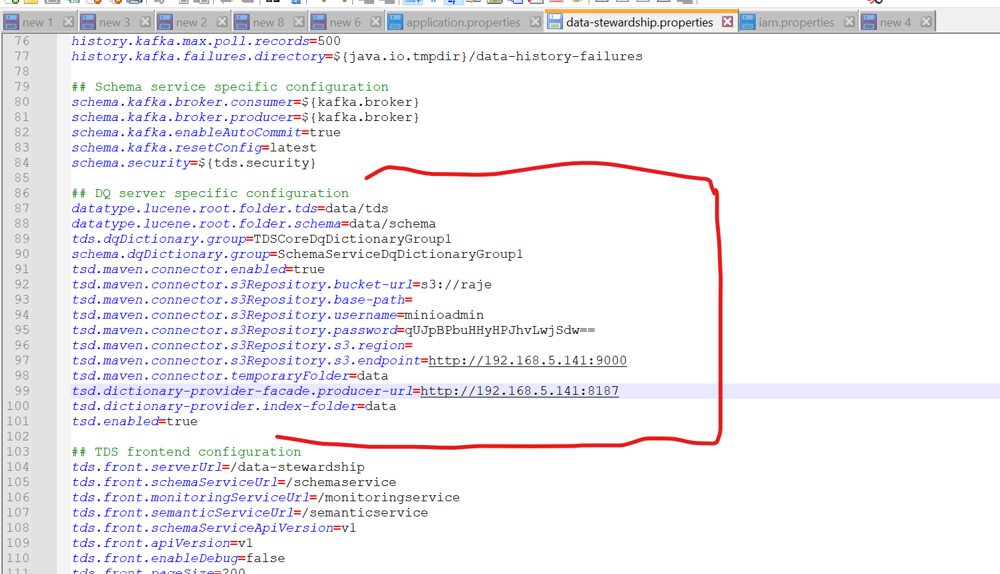 new 1 new 3 new 2 new 8 new 6 application.properties data-stewardship.properties iam.properties new 4
76 history.kafka.max.poll.records=500
77 history.kafka.failures.directory=${java.io.tmpdir}/data-history-failures
78
79 ## Schema service specific configuration
80 schema.kafka.broker.consumer=${kafka.broker}
81 schema.kafka.broker.producer=${kafka.broker}
82 schema.kafka.enableAutoCommit=true
83 schema.kafka.resetConfig=latest
84 schema.security=${tds.security}
85
86 ## DQ server specific configuration
87 datatype.lucene.root.folder.tds=data/tds
88 datatype.lucene.root.folder.schema=data/schema
89 tds.dqDictionary.group=TDSCoreDqDictionaryGroup1
90 schema.dqDictionary.group=SchemaServiceDqDictionaryGroup1
91 tsd.maven.connector.enabled=true
92 tsd.maven.connector.s3Repository.bucket-url=s3://raje
93 tsd.maven.connector.s3Repository.base-path=
94 tsd.maven.connector.s3Repository.username=minioadmin
95 tsd.maven.connector.s3Repository.password=qUJpBPbuHHyHPJhvLwjSdw==
96 tsd.maven.connector.s3Repository.s3.region=
97 tsd.maven.connector.s3Repository.s3.endpoint=http://192.168.5.141:9000
98 tsd.maven.connector.temporaryFolder=data
99 tsd.dictionary-provider-facade.producer-url=http://192.168.5.141:8187
100 tsd.dictionary-provider.index-folder=data
101 tsd.enabled=true
102
103 ## TDS frontend configuration
104 tds.front.serverUrl=/data-stewardship
105 tds.front.schemaServiceUrl=/schemaservice
106 tds.front.monitoringServiceUrl=/monitoringservice
107 tds.front.semanticServiceUrl=/semanticservice
108 tds.front.schemaServiceApiVersion=v1
109 tds.front.apiVersion=v1
110 tds.front.enableDebug=false
111 tds.front.pageSize=200